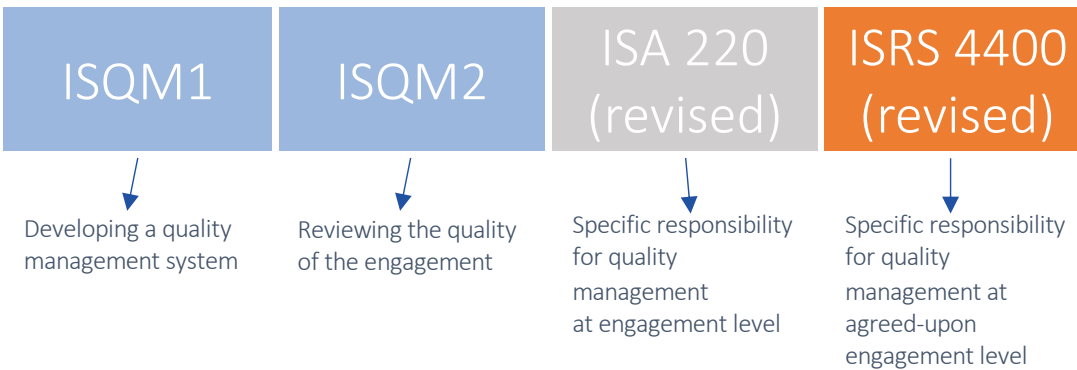 ISQM1
Developing a quality
management system
ISQM2
Reviewing the quality
of the engagement
ISA 220
(revised)
Specific responsibility
for quality
management
at engagement level
ISRS 4400
(revised)
Specific responsibility
for quality
management at
agreed-upon
engagement level